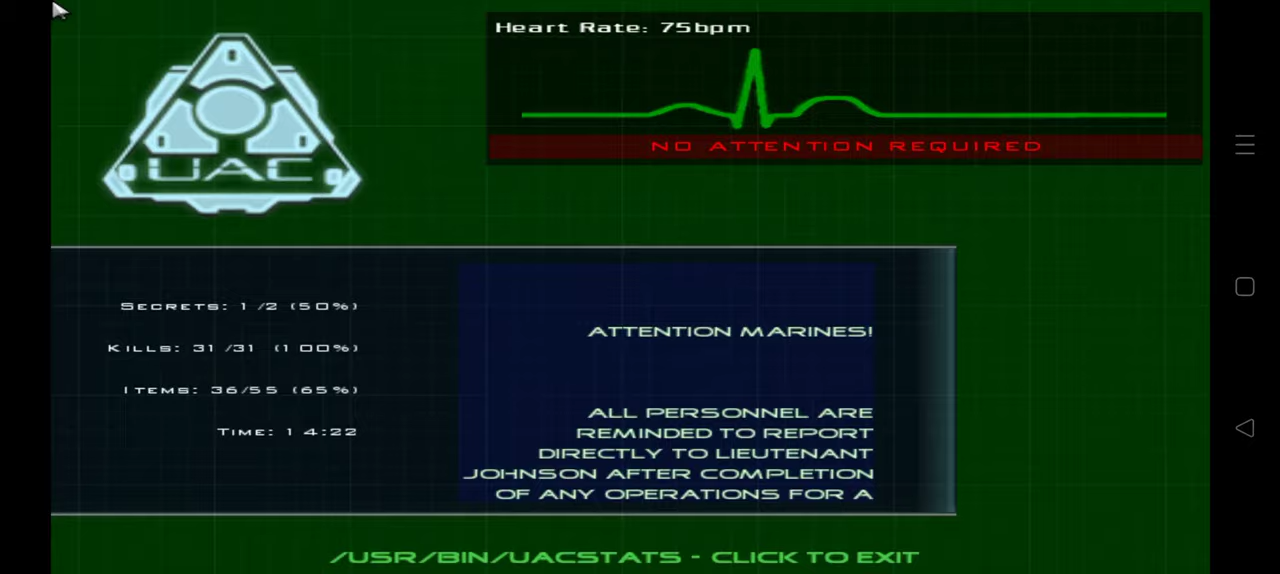 Heart Rate: 75bpm
NO ATTENTION REQUIRED
UAC
SECRETS: 1 /2 (50%)
KILLS: 31 /31 (100%)
ITEMS: 36/55 (65%)
TIME: 14:22
ATTENTION MARINES!
ALL PERSONNEL ARE
REMINDED TO REPORT
DIRECTLY TO LIEUTENANT
JOHNSON AFTER COMPLETION
OF ANY OPERATIONS FOR A
/USR/BIN/UACSTATS - CLICK TO EXIT